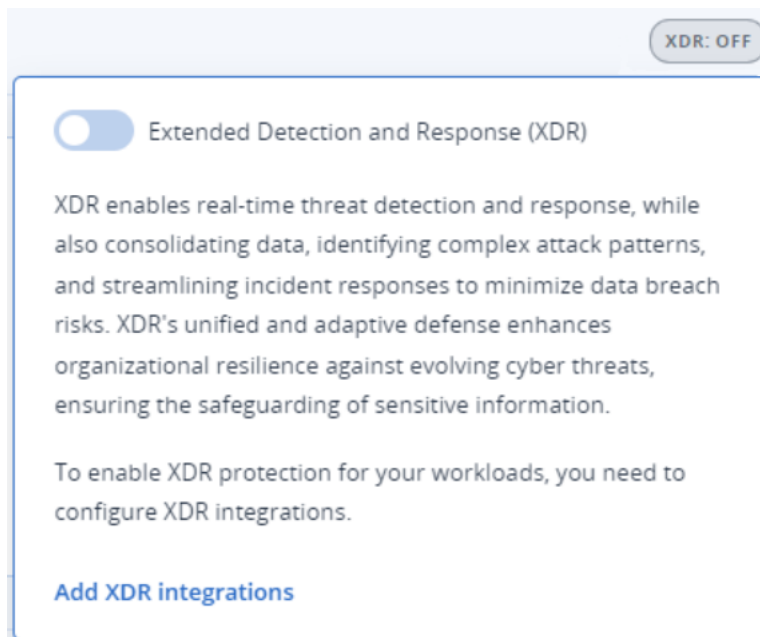 XDR: OFF
Extended Detection and Response (XDR)
XDR enables real-time threat detection and response, while
also consolidating data, identifying complex attack patterns,
and streamlining incident responses to minimize data breach
risks. XDR's unified and adaptive defense enhances
organizational resilience against evolving cyber threats,
ensuring the safeguarding of sensitive information.
To enable XDR protection for your workloads, you need to
configure XDR integrations.
Add XDR integrations